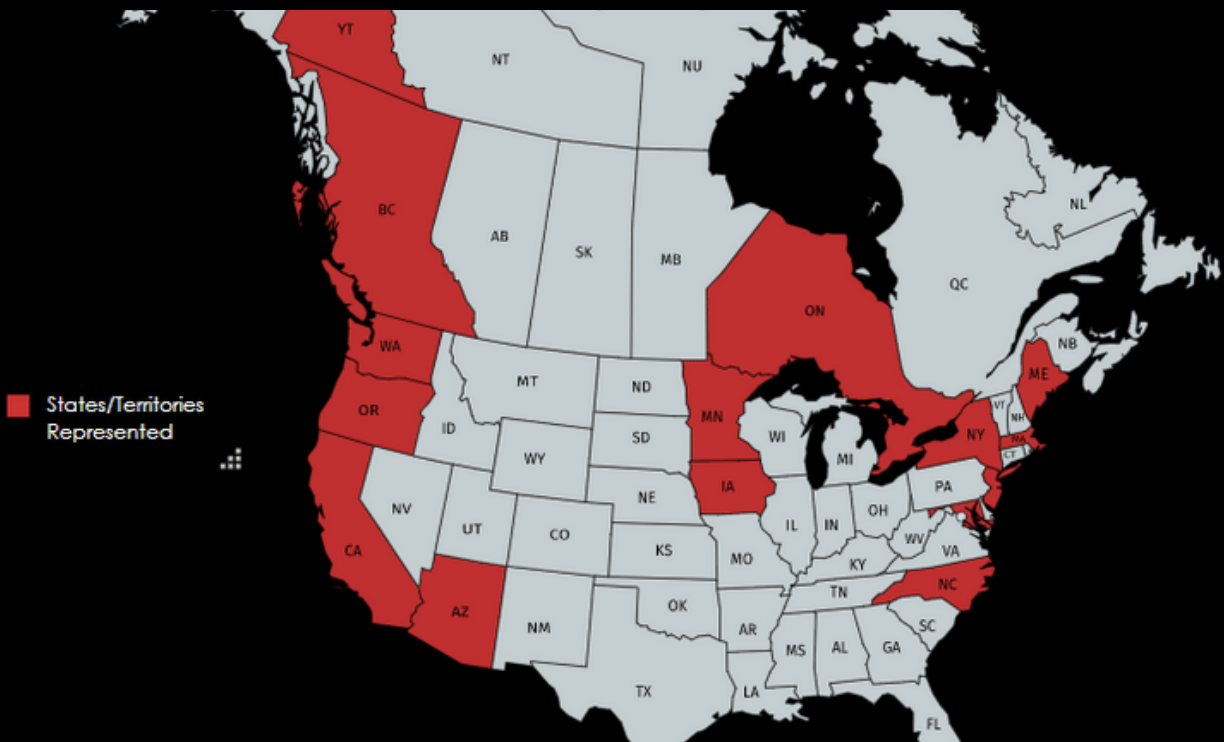 YT
NT
NU
BC
AB
SK
MB
ON
QC
NL
NB
WA
MT
ND
MN
ME
OR
ID
SD
WI
MI
NY
VT
NH
MA
CT
WY
IA
PA
NE
NV
UT
CO
IL
IN
OH
WV
VA
CA
KS
MO
KY
AZ
NM
OK
AR
TN
NC
SC
TX
LA
MS
AL
GA
FL
States/Territories
Represented